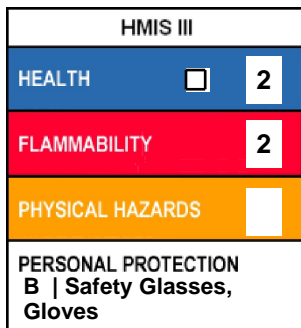 HMIS III
HEALTH 2
FLAMMABILITY 2
PHYSICAL HAZARDS
PERSONAL PROTECTION
B | Safety Glasses,
Gloves